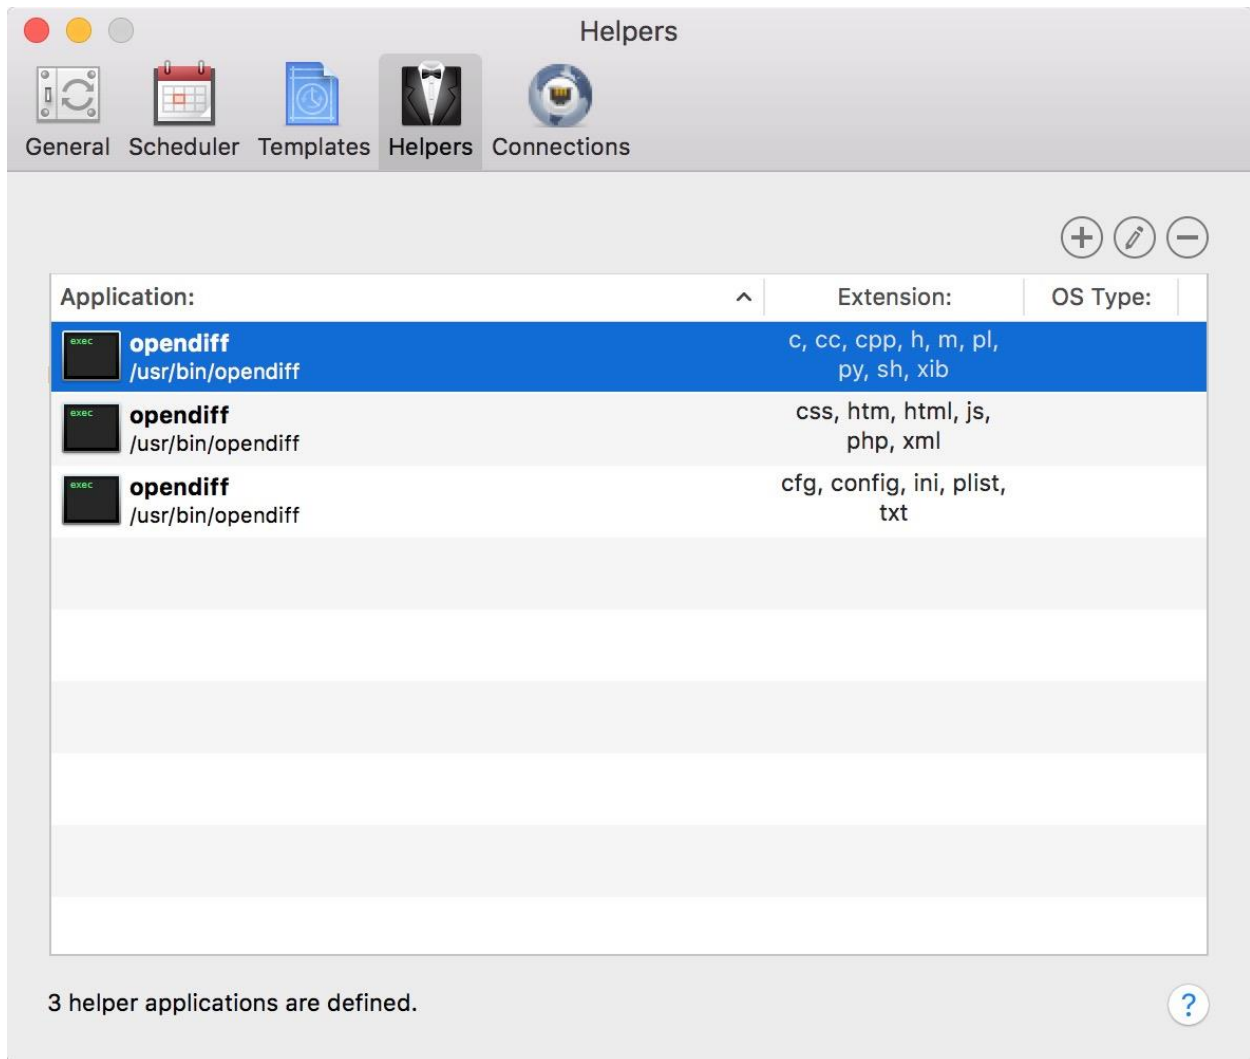 Helpers
General Scheduler Templates Helpers Connections
Application: Extension: OS Type:
exec opendiff c, cc, cpp, h, m, pl,
/usr/bin/opendiff py, sh, xib
exec opendiff css, htm, html, js,
/usr/bin/opendiff php, xml
exec opendiff cfg, config, ini, plist,
/usr/bin/opendiff txt
3 helper applications are defined. ?